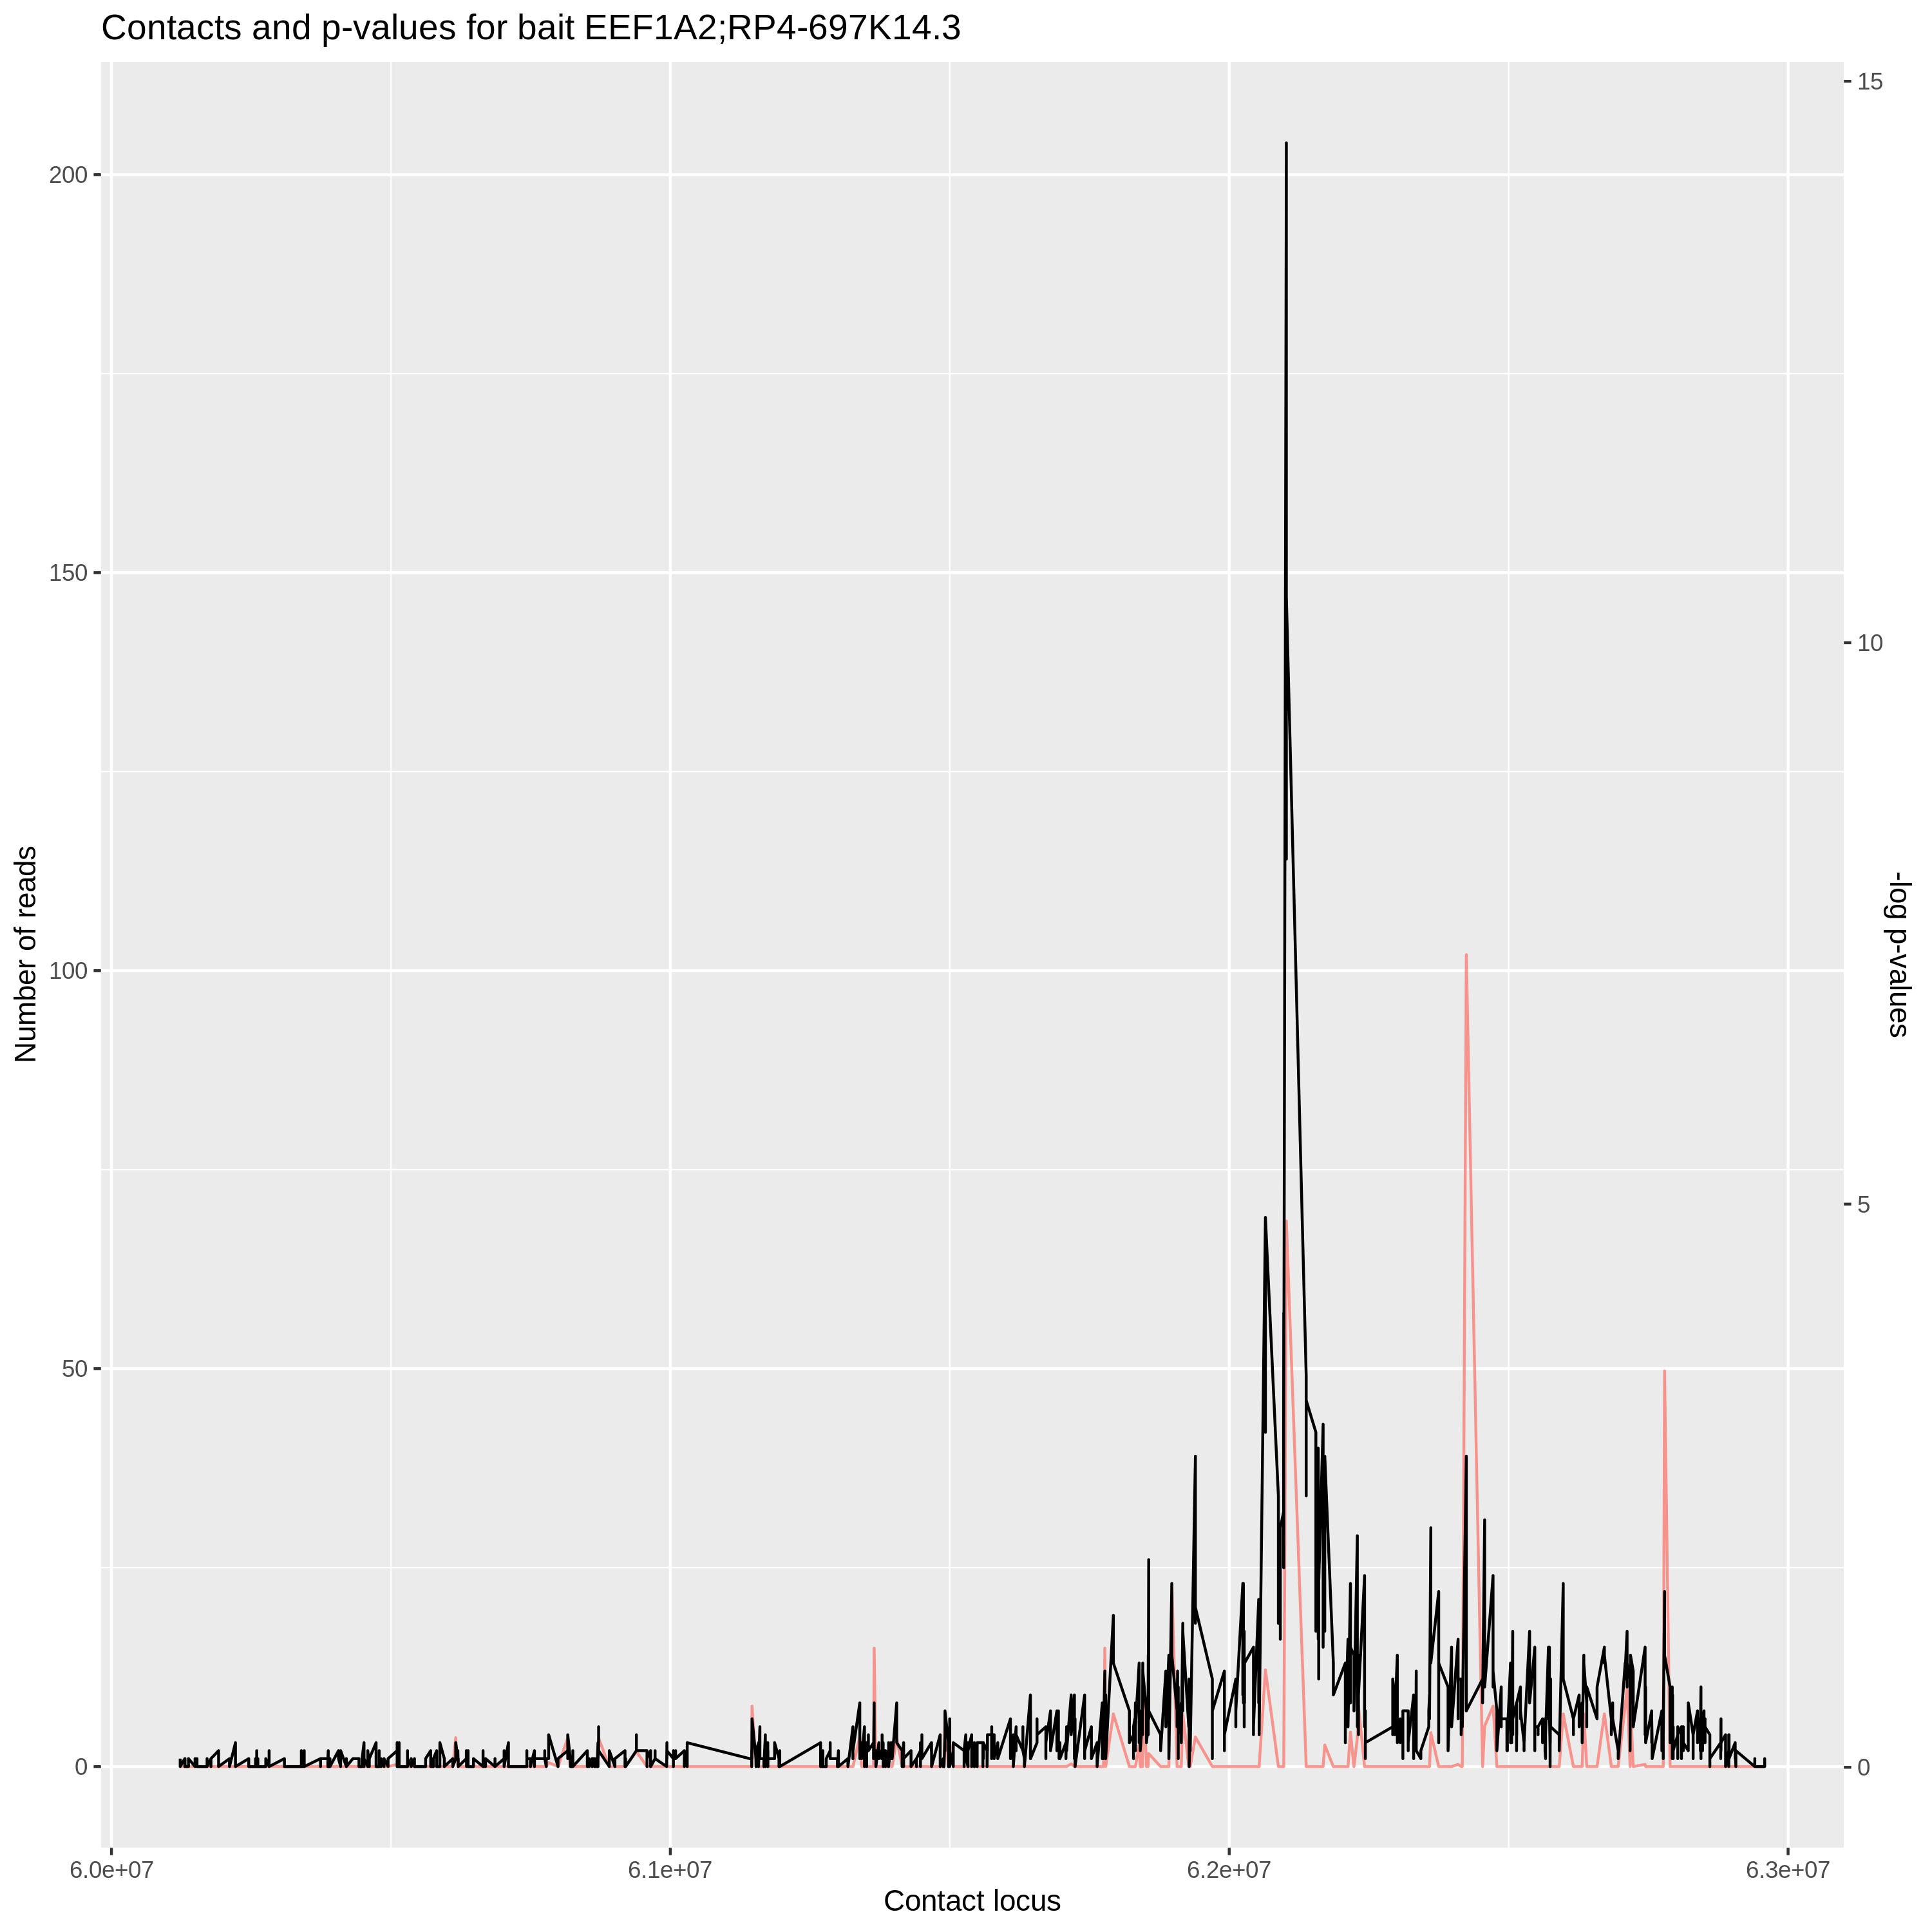 Contacts and p-values for bait EEF1A2;RP4-697K14.3
15
200
150
10
100
5
50
0
0
Number of reads
-log p-values
6.0e+07
6.1e+07
6.2e+07
6.3e+07
Contact locus